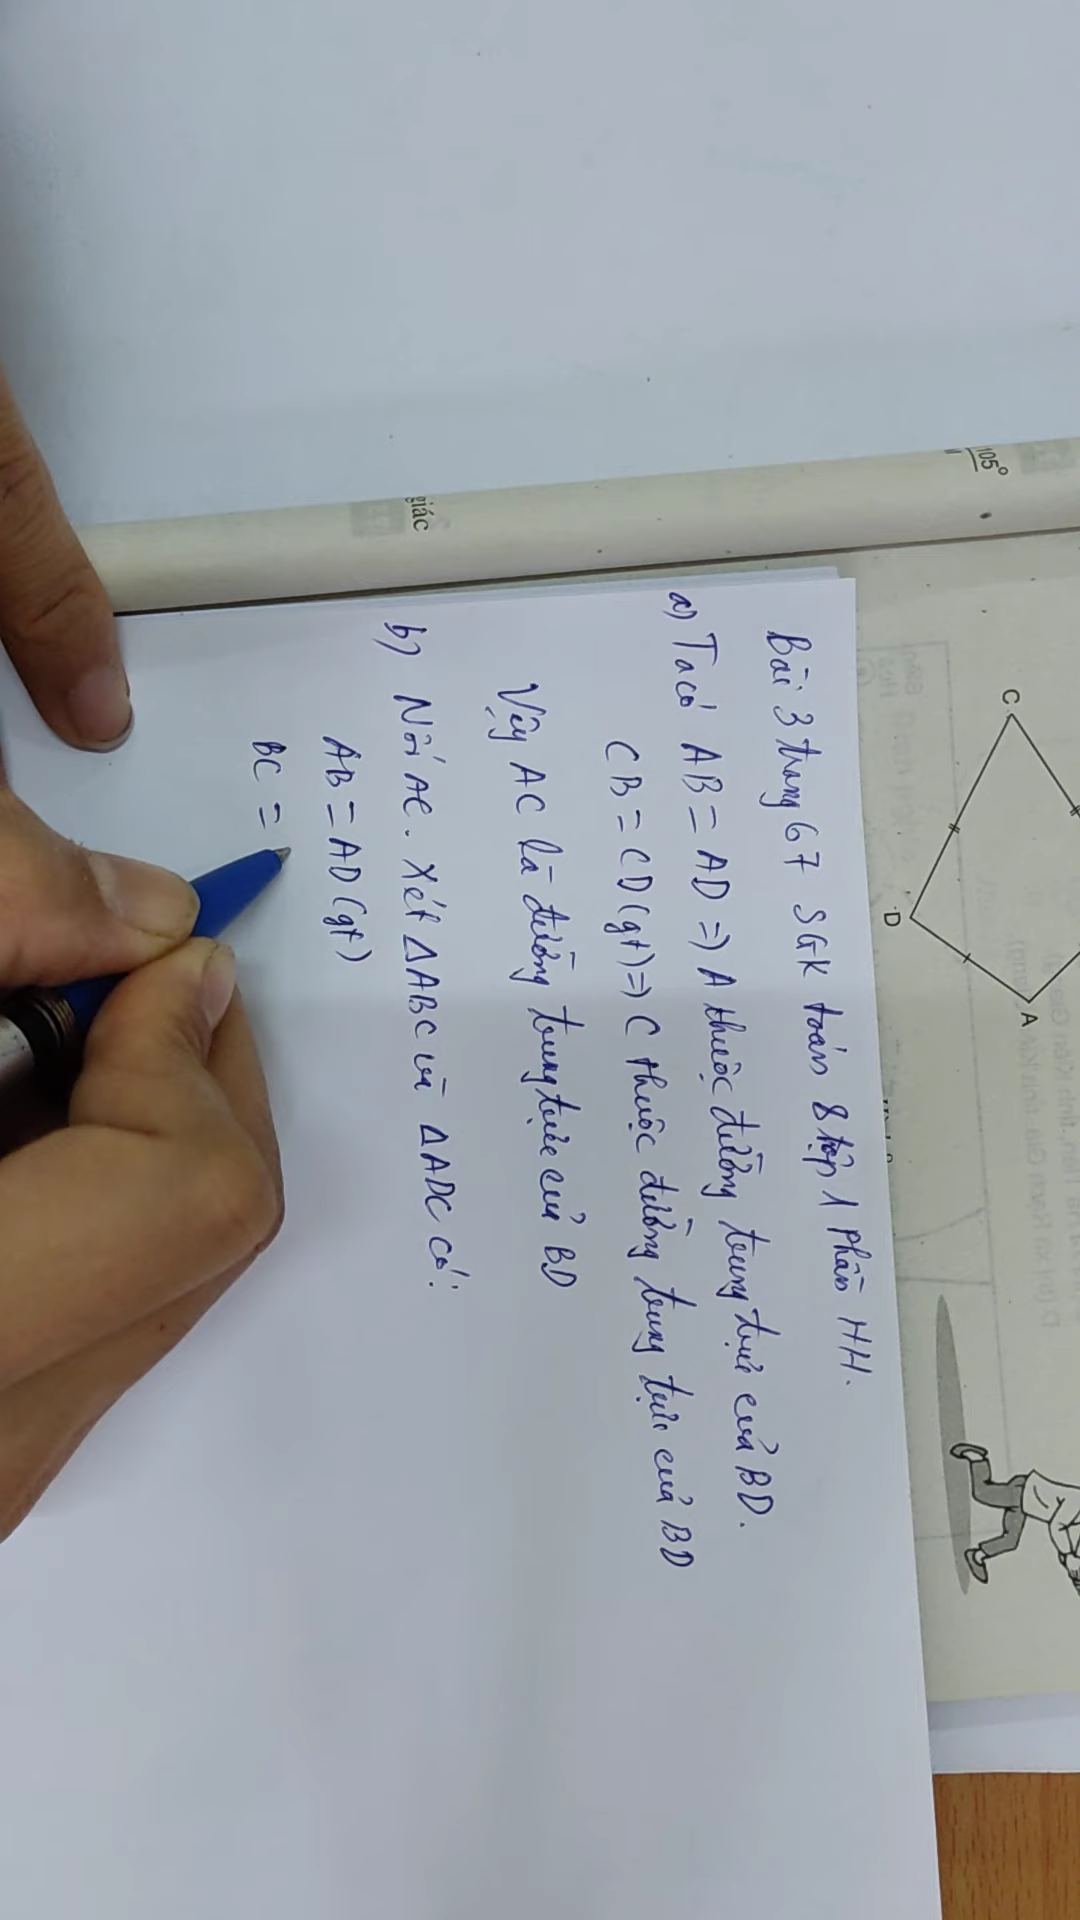 105°
giác
C
D
A
Bài 3 trang 67 SGK toán 8 tập 1 phần HH.
a) Ta có AB = AD => A thuộc đường trung trực của BD.
CB = CD (gt) => C thuộc đường trung trực của BD
Vậy AC là đường trung trực của BD
b) Nối AC. Xét ΔABC và ΔADC có:
AB = AD (gt)
BC =